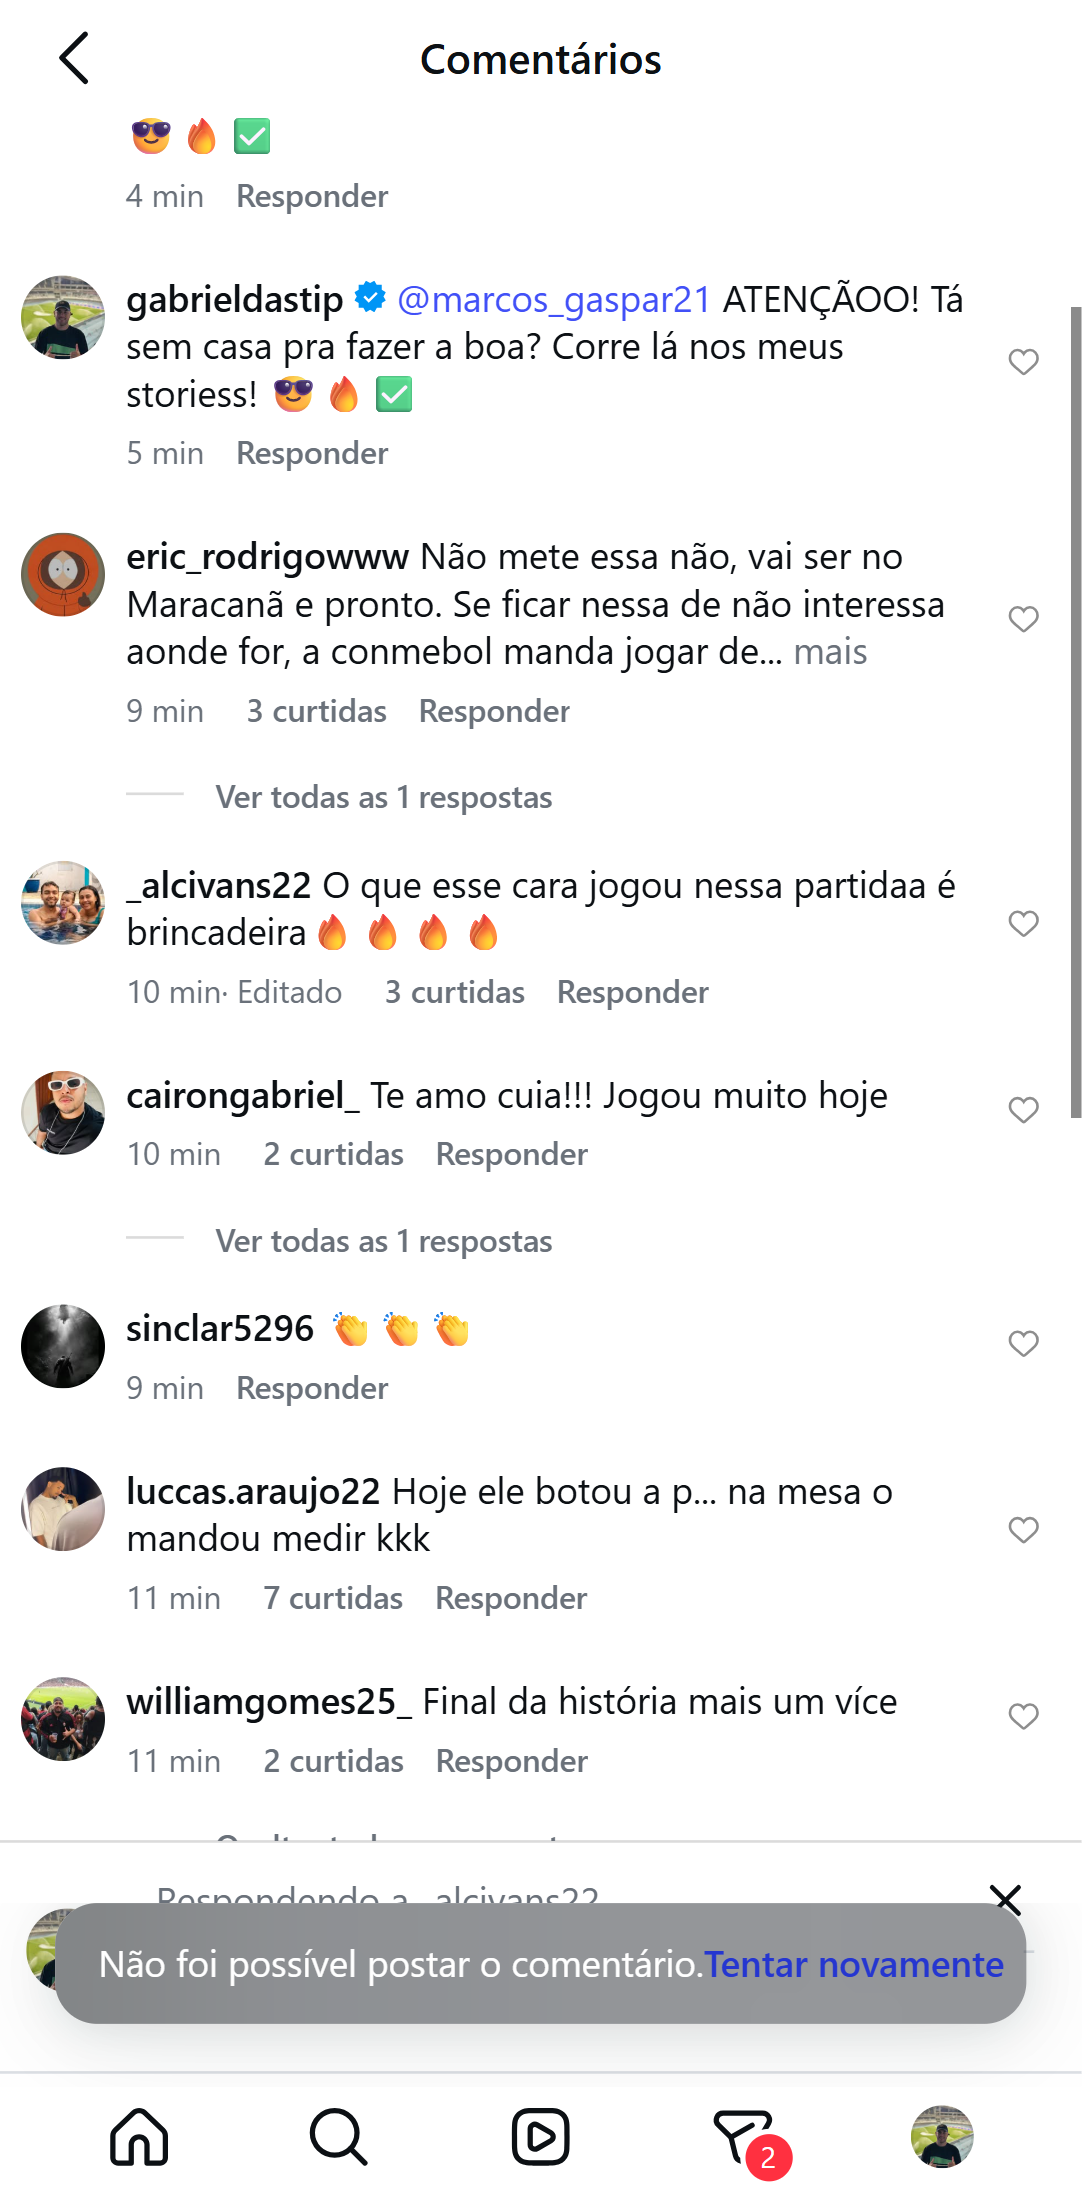 Comentários
😎 🔥 ✅
4 min Responder
gabrieldastip @marcos_gaspar21 ATENÇÃOO! Tá
sem casa pra fazer a boa? Corre lá nos meus
storiess! 😎 🔥 ✅
5 min Responder
eric_rodrigowww Não mete essa não, vai ser no
Maracanã e pronto. Se ficar nessa de não interessa
aonde for, a conmebol manda jogar de... mais
9 min 3 curtidas Responder
Ver todas as 1 respostas
_alcivans22 O que esse cara jogou nessa partidaa é
brincadeira🔥 🔥 🔥 🔥
10 min· Editado 3 curtidas Responder
cairongabriel_ Te amo cuia!!! Jogou muito hoje
10 min 2 curtidas Responder
Ver todas as 1 respostas
sinclar5296 👏 👏 👏
9 min Responder
luccas.araujo22 Hoje ele botou a p... na mesa o
mandou medir kkk
11 min 7 curtidas Responder
williamgomes25_ Final da história mais um více
11 min 2 curtidas Responder
Respondendo a _alcivans22
Não foi possível postar o comentário.Tentar novamente
2